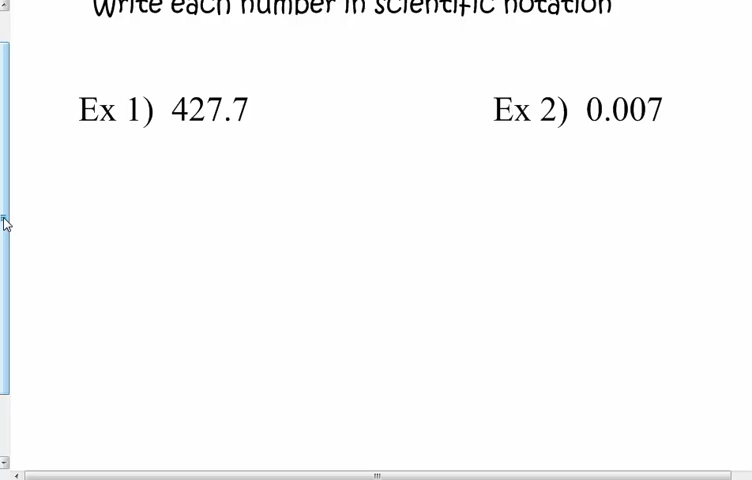 Write each number in scientific notation
Ex 1) 427.7 Ex 2) 0.007